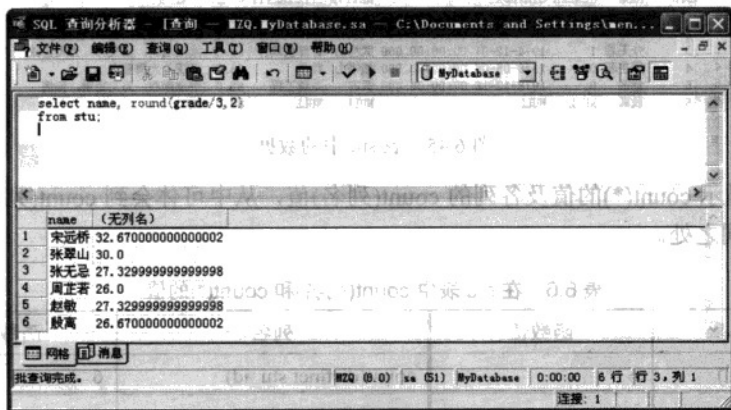 SQL 查询分析器 - [查询 — MZQ.MyDatabase.sa — C:\Documents and Settings\men...
文件(F) 编辑(E) 查询(Q) 工具(T) 窗口(W) 帮助(H)
MyDatabase
select name, round(grade/3,2)
from stu;
name (无列名)
1 宋远桥 32.670000000000002
2 张翠山 30.0
3 张无忌 27.329999999999998
4 周芷若 26.0
5 赵敏 27.329999999999998
6 殷离 26.670000000000002
网格 消息
批查询完成。 MZQ (8.0) sa (51) MyDatabase 0:00:00 6 行 行 3, 列 1
连接: 1